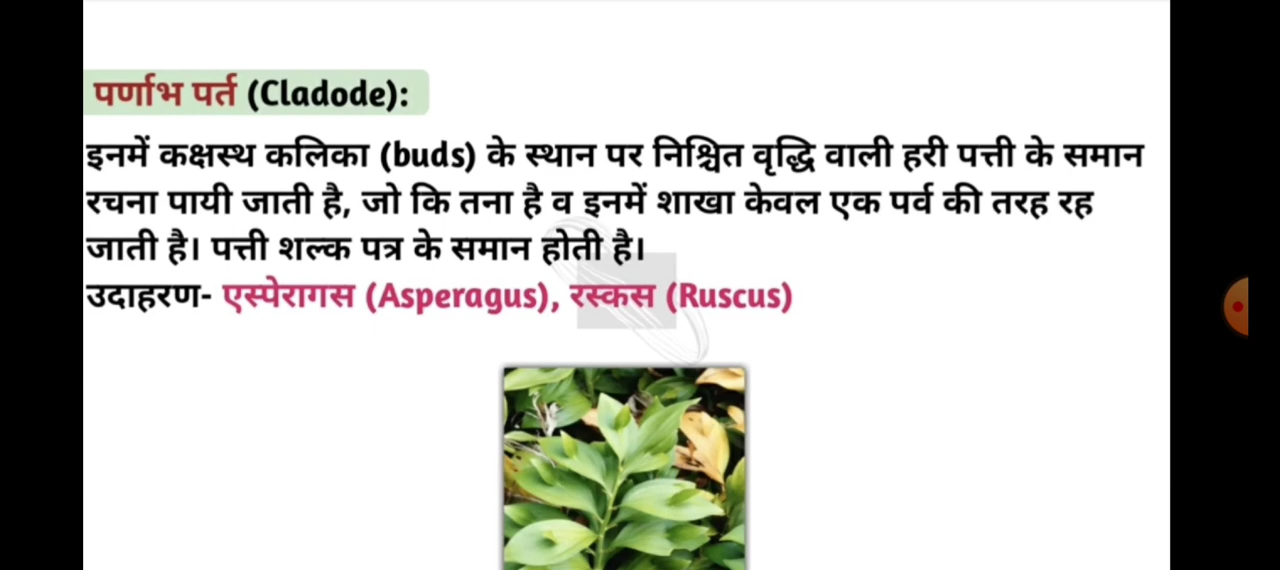 पर्णाभ पर्त (Cladode):
इनमें कक्षस्थ कलिका (buds) के स्थान पर निश्चित वृद्धि वाली हरी पत्ती के समान
रचना पायी जाती है, जो कि तना है व इनमें शाखा केवल एक पर्व की तरह रह
जाती है। पत्ती शल्क पत्र के समान होती है।
उदाहरण- एस्पेरागस (Asperagus), रस्कस (Ruscus)